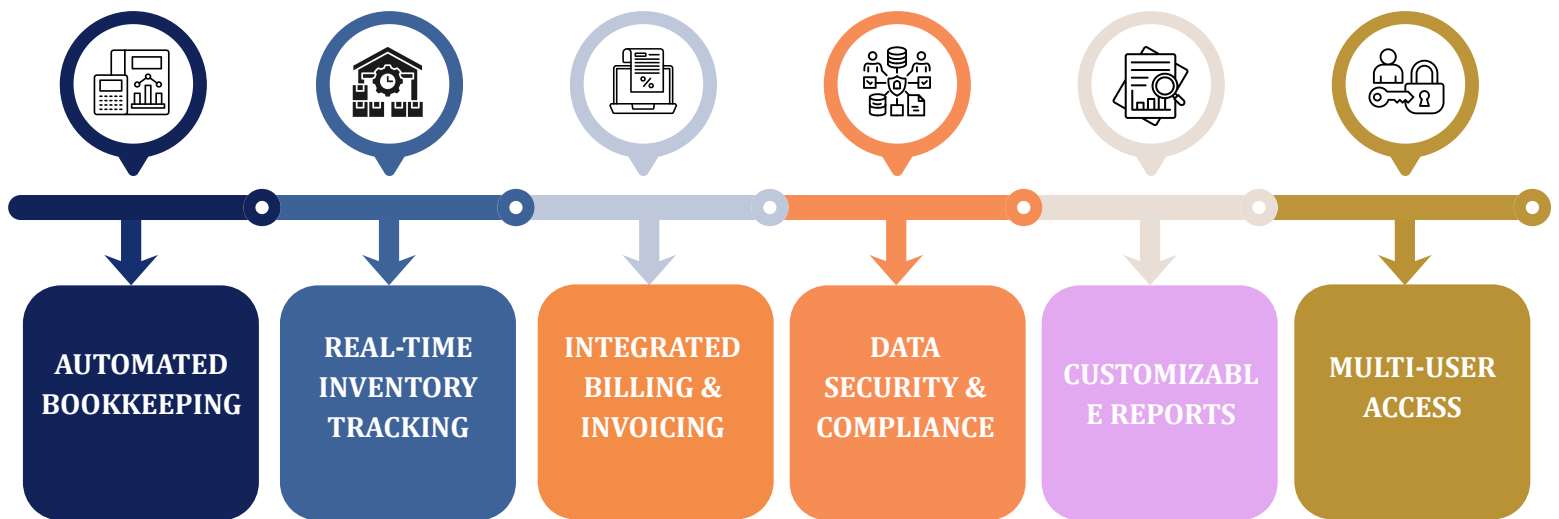 AUTOMATED
BOOKKEEPING
REAL-TIME
INVENTORY
TRACKING
INTEGRATED
BILLING &
INVOICING
DATA
SECURITY &
COMPLIANCE
CUSTOMIZABL
E REPORTS
MULTI-USER
ACCESS
%